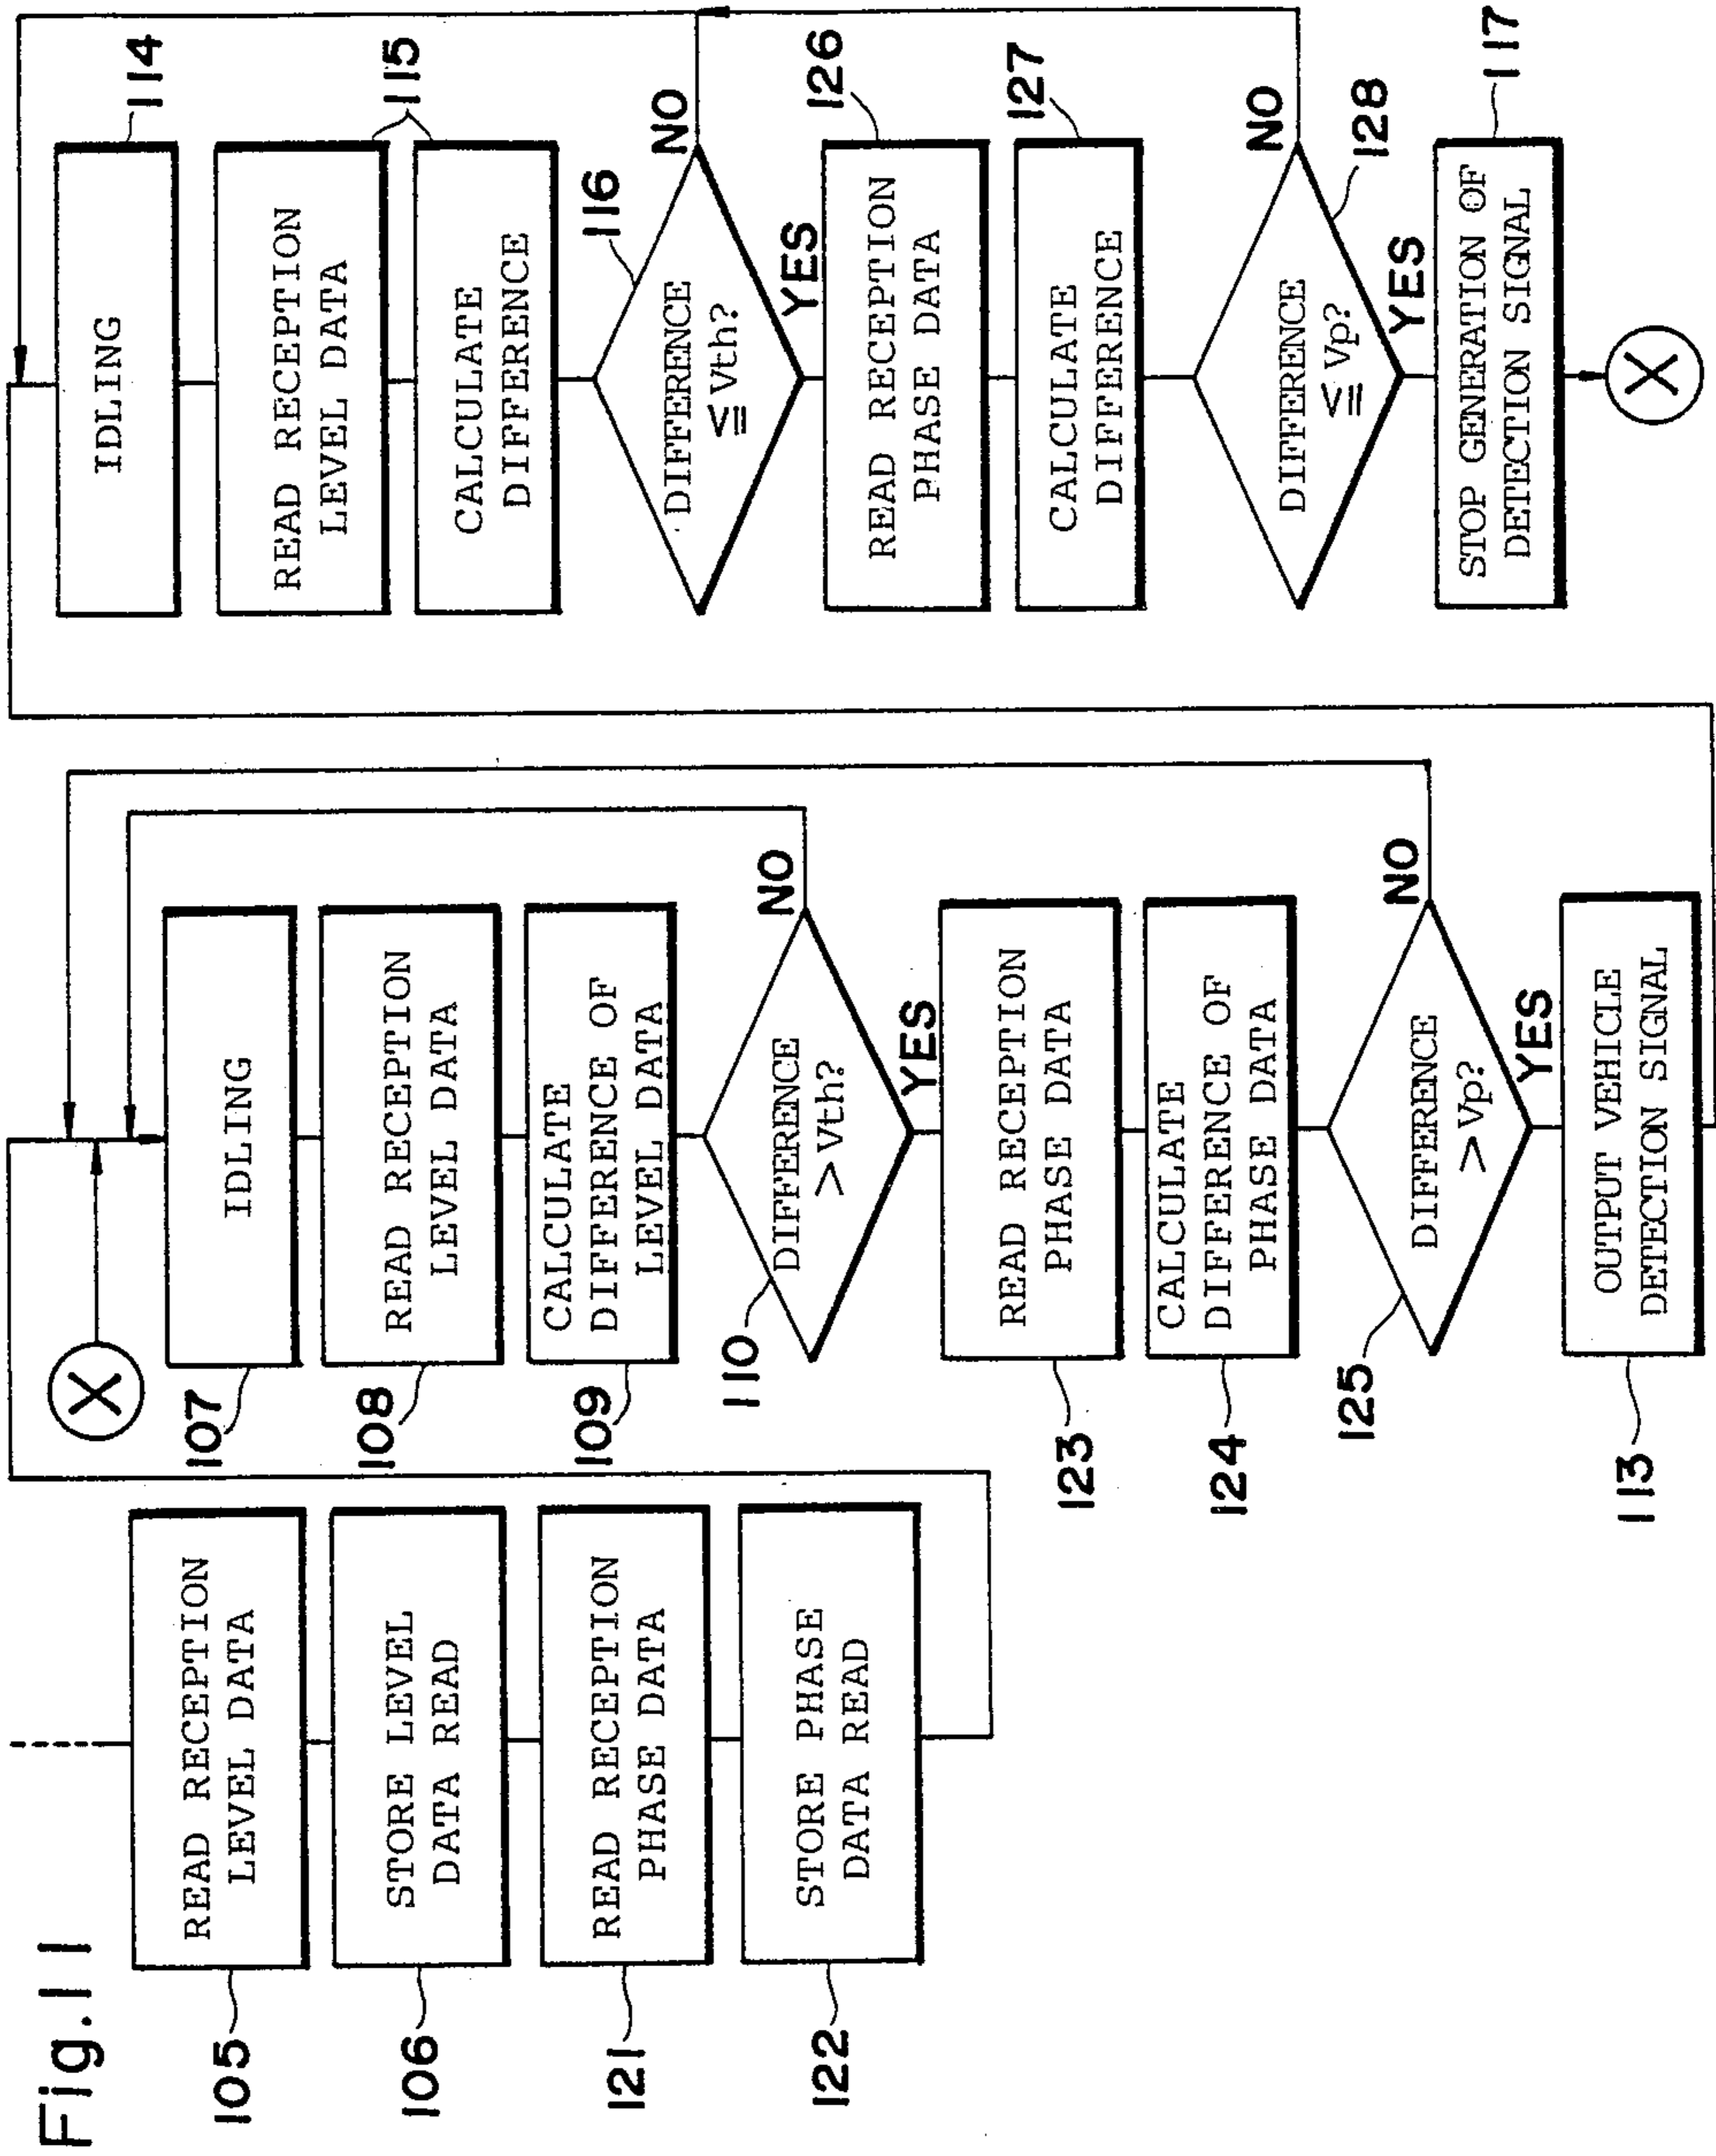 Fig.11
105
READ RECEPTION
LEVEL DATA
106
STORE LEVEL
DATA READ
121
READ RECEPTION
PHASE DATA
122
STORE PHASE
DATA READ
X
107
IDLING
108
READ RECEPTION
LEVEL DATA
109
CALCULATE
DIFFERENCE OF
LEVEL DATA
110
DIFFERENCE
>Vth?
NO
YES
123
READ RECEPTION
PHASE DATA
124
CALCULATE
DIFFERENCE OF
PHASE DATA
125
DIFFERENCE
>Vp?
NO
YES
113
OUTPUT VEHICLE
DETECTION SIGNAL
IDLING
114
READ RECEPTION
LEVEL DATA
115
CALCULATE
DIFFERENCE
116
DIFFERENCE
≦Vth?
NO
YES
READ RECEPTION
PHASE DATA
126
CALCULATE
DIFFERENCE
127
DIFFERENCE
≦Vp?
NO
128
YES
STOP GENERATION OF
DETECTION SIGNAL
117
X